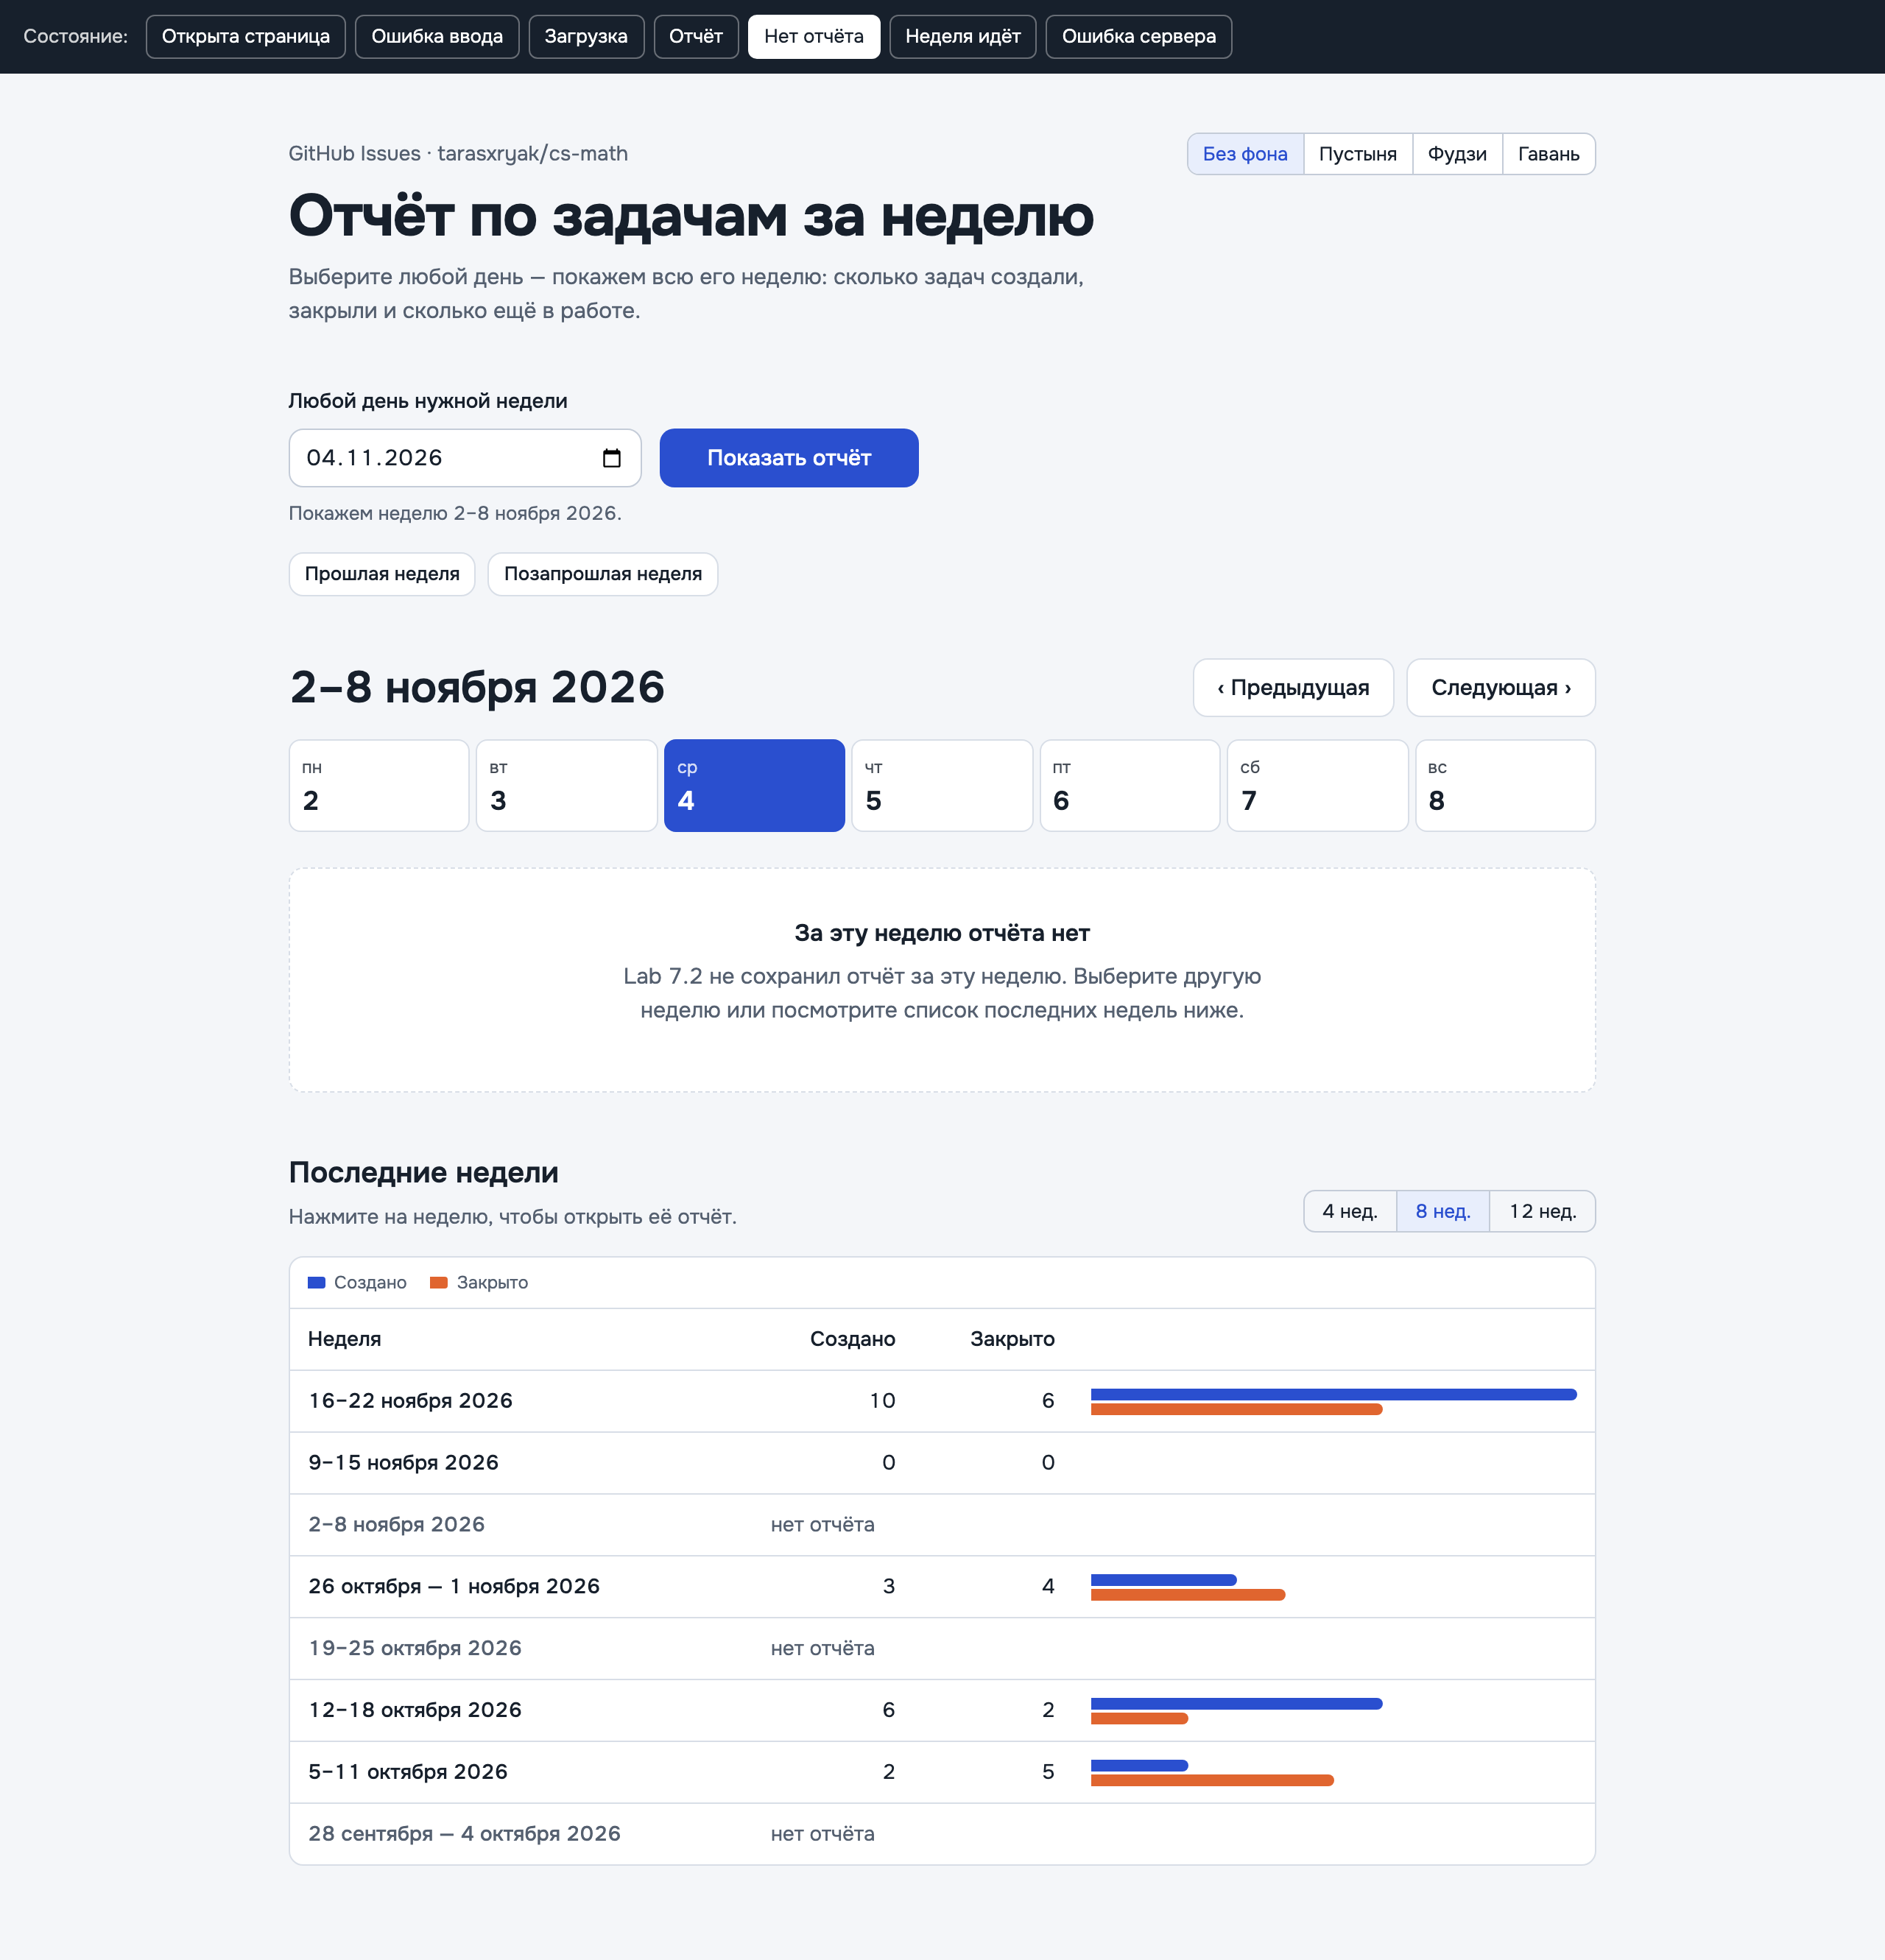 Состояние: Открыта страница Ошибка ввода Загрузка Отчёт Нет отчёта Неделя идёт Ошибка сервера
GitHub Issues · tarasxryak/cs-math
Без фона Пустыня Фудзи Гавань
Отчёт по задачам за неделю
Выберите любой день — покажем всю его неделю: сколько задач создали,
закрыли и сколько ещё в работе.
Любой день нужной недели
04.11.2026 Показать отчёт
Покажем неделю 2–8 ноября 2026.
Прошлая неделя Позапрошлая неделя
2–8 ноября 2026 ‹ Предыдущая Следующая ›
пн вт ср чт пт сб вс
2 3 4 5 6 7 8
За эту неделю отчёта нет
Lab 7.2 не сохранил отчёт за эту неделю. Выберите другую
неделю или посмотрите список последних недель ниже.
Последние недели
Нажмите на неделю, чтобы открыть её отчёт.
4 нед. 8 нед. 12 нед.
Создано Закрыто
Неделя Создано Закрыто
16–22 ноября 2026 10 6
9–15 ноября 2026 0 0
2–8 ноября 2026 нет отчёта
26 октября — 1 ноября 2026 3 4
19–25 октября 2026 нет отчёта
12–18 октября 2026 6 2
5–11 октября 2026 2 5
28 сентября — 4 октября 2026 нет отчёта